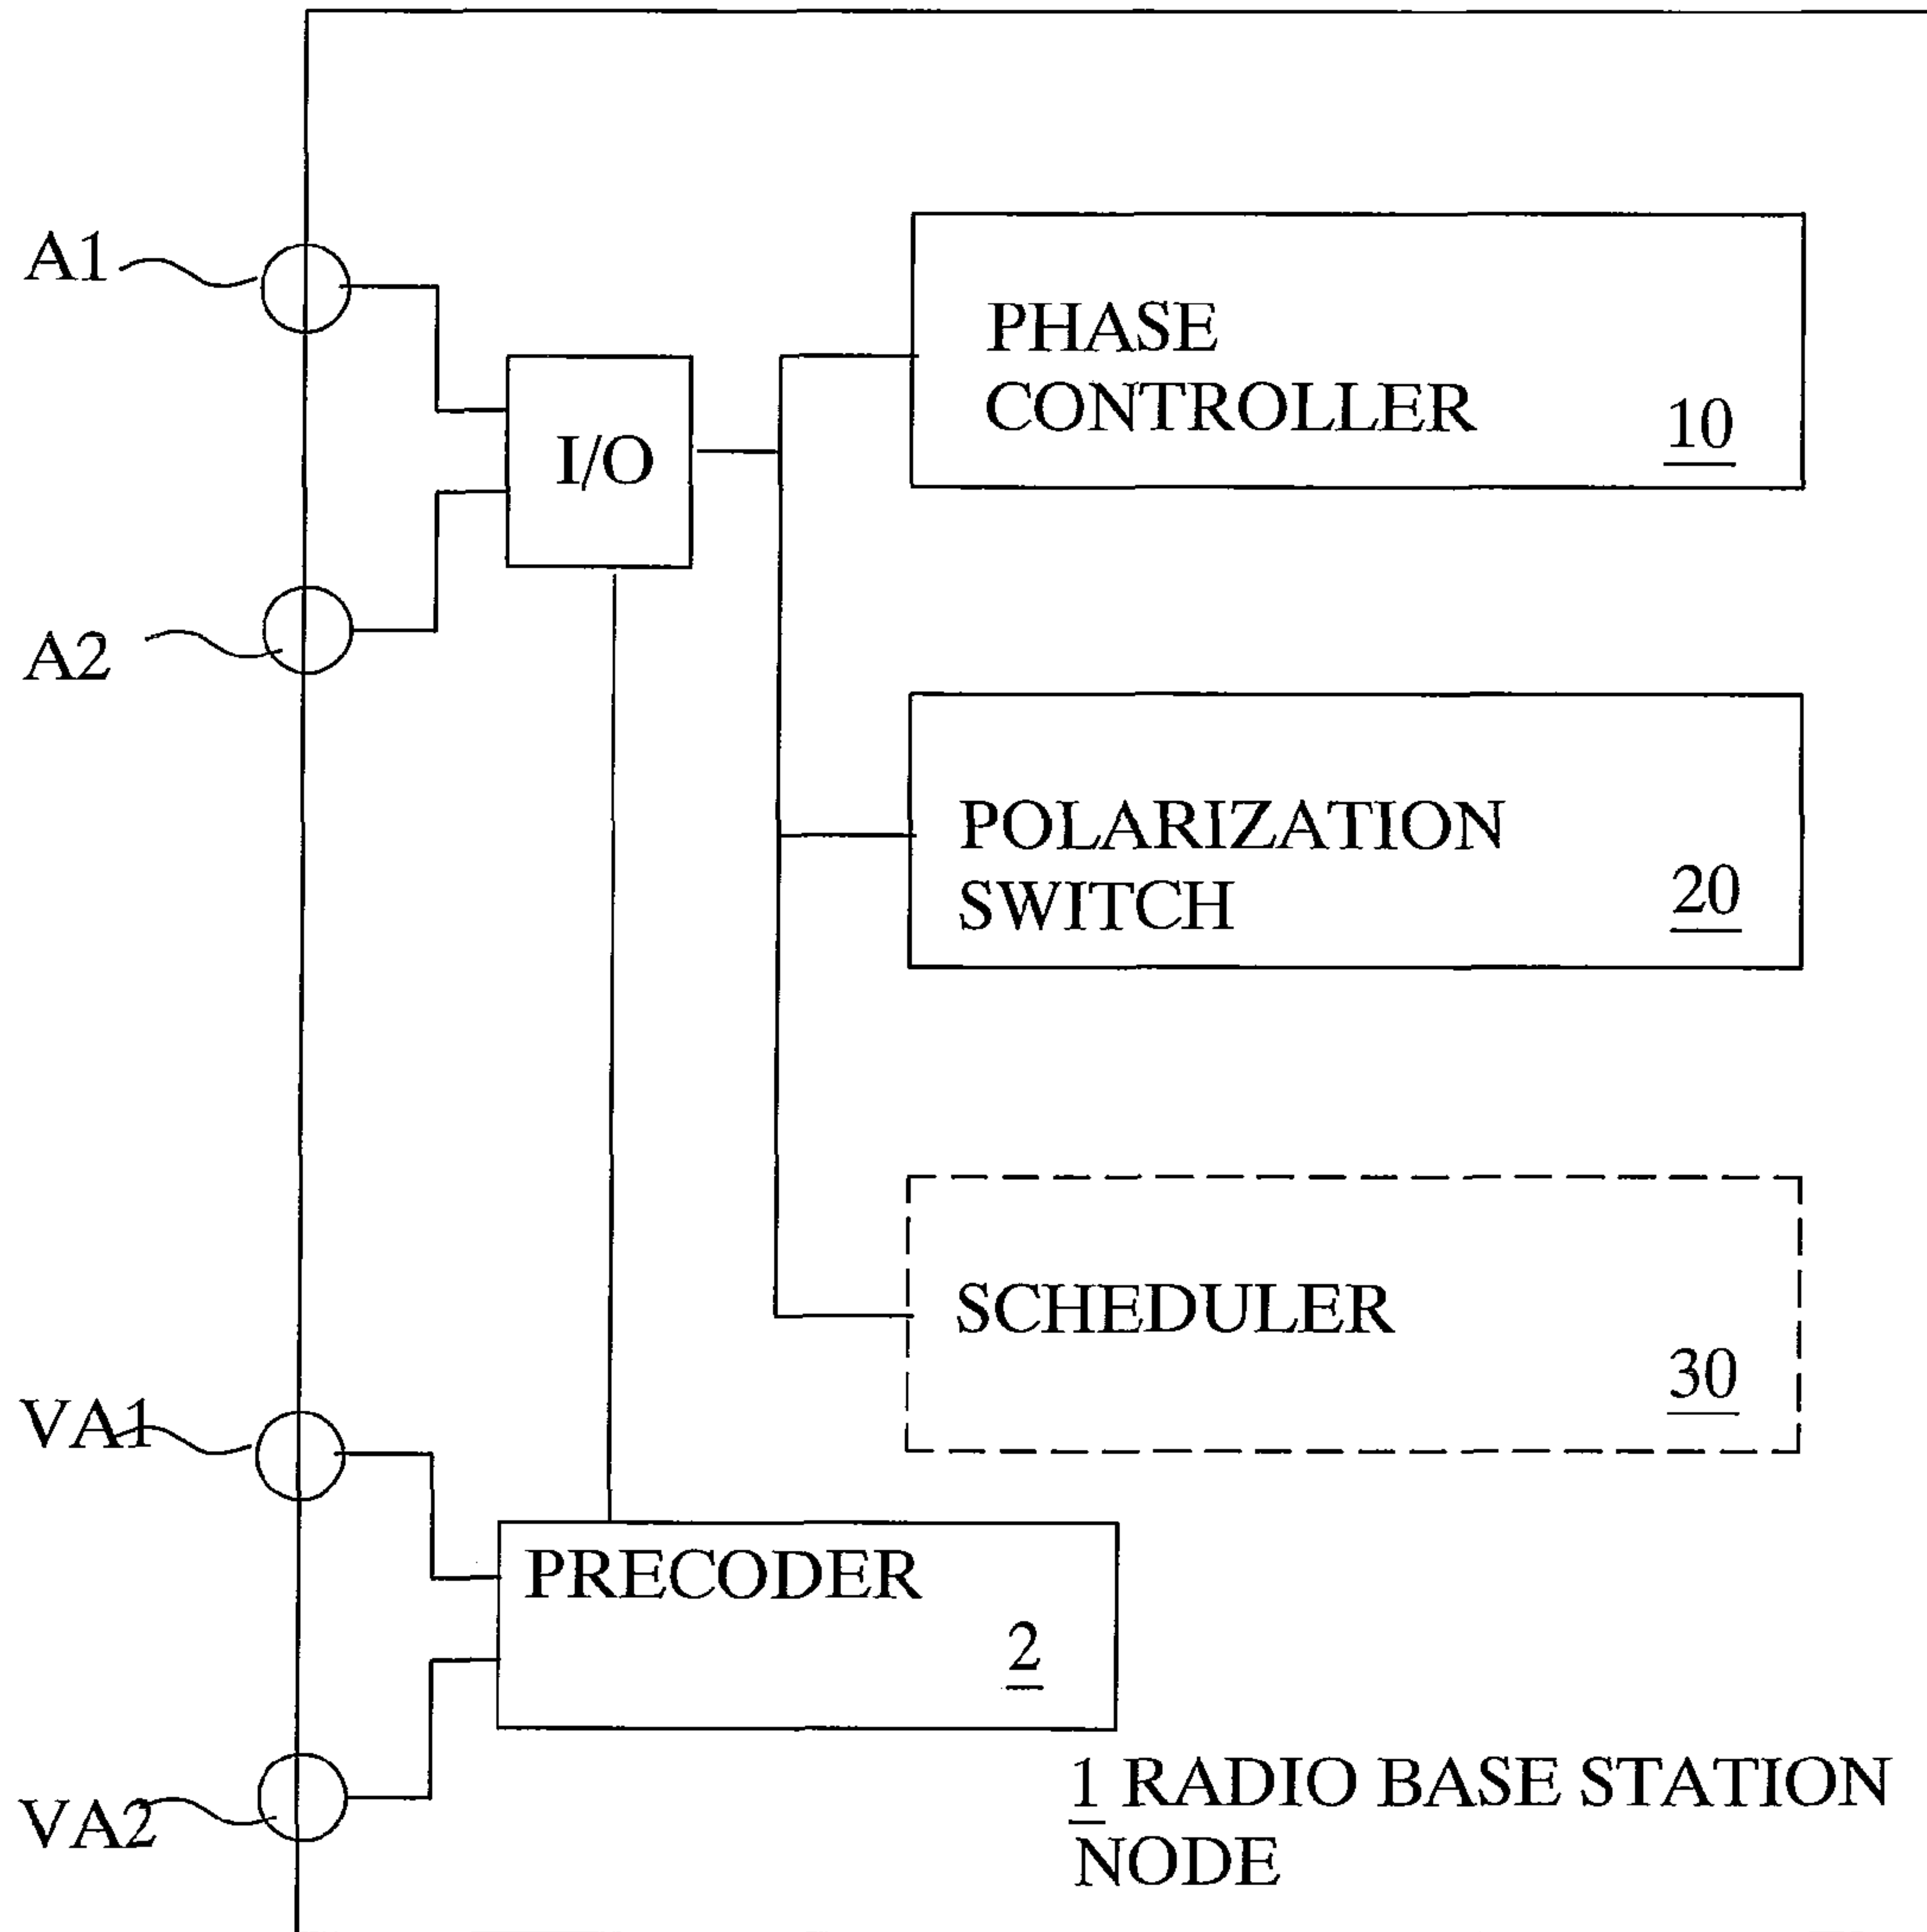 A1
PHASE
CONTROLLER
10
I/O
A2
POLARIZATION
SWITCH
20
SCHEDULER
30
VA1
PRECODER
2
VA2
1 RADIO BASE STATION
NODE